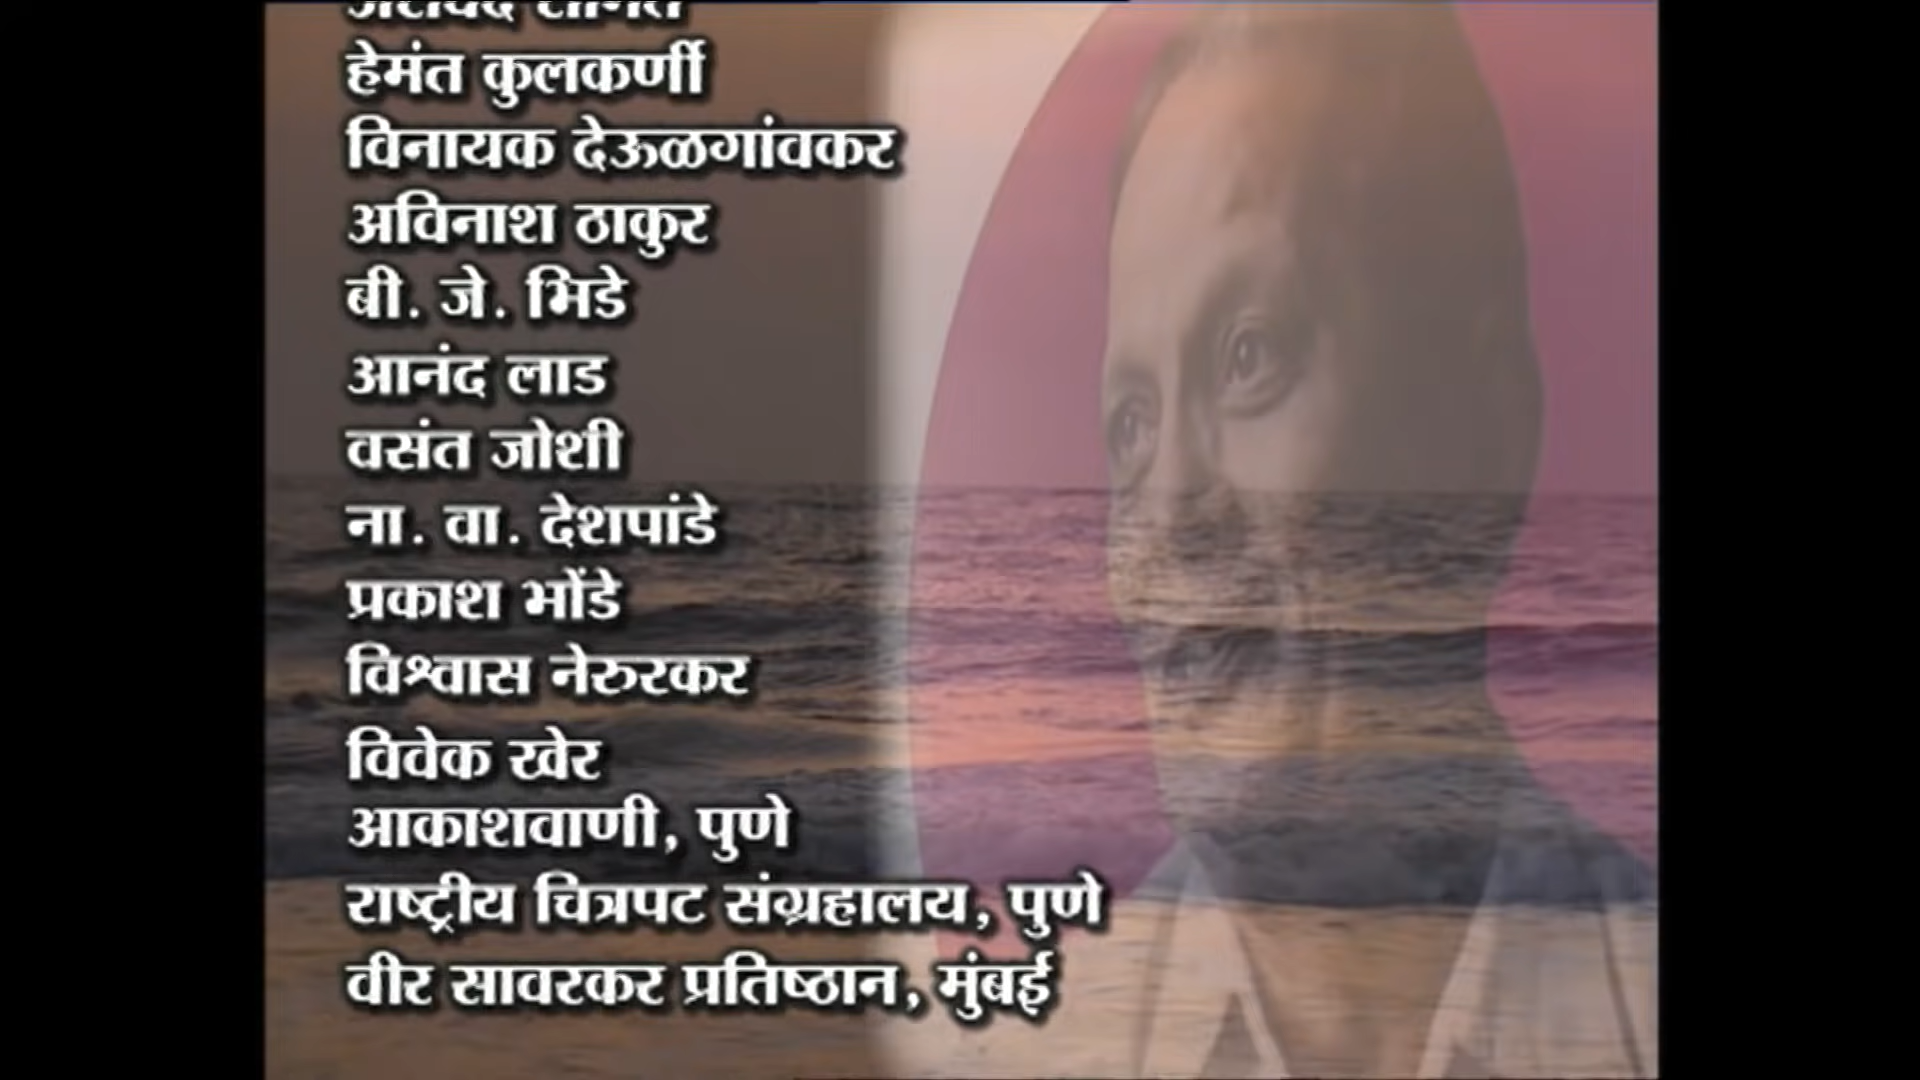 हेमंत कुलकर्णी
विनायक देऊळगांवकर
अविनाश ठाकुर
बी. जे. भिडे
आनंद लाड
वसंत जोशी
ना. वा. देशपांडे
प्रकाश भोंडे
विश्वास नेरुरकर
विवेक खेर
आकाशवाणी, पुणे
राष्ट्रीय चित्रपट संग्रहालय, पुणे
वीर सावरकर प्रतिष्ठान, मुंबई